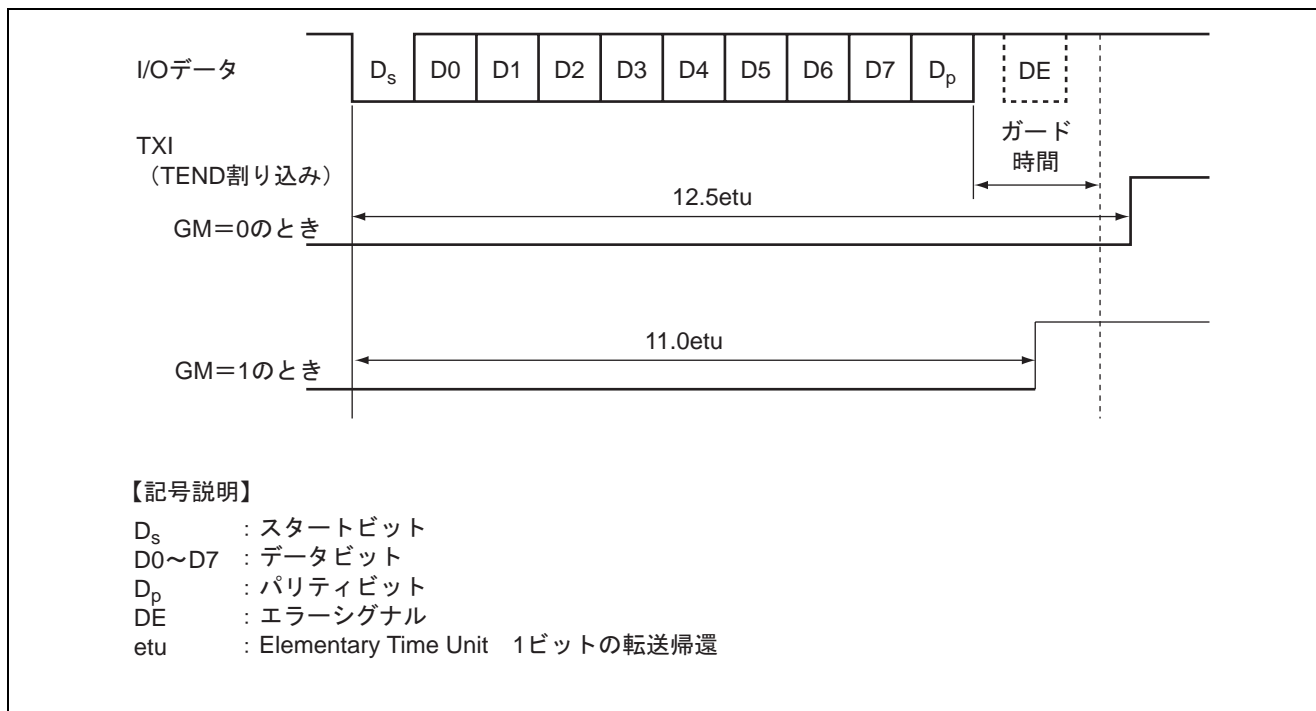 I/Oデータ
Ds D0 D1 D2 D3 D4 D5 D6 D7 Dp DE
ガード
時間
TXI
（TEND割り込み）
12.5etu
GM＝0のとき
11.0etu
GM＝1のとき
【記号説明】
Ds ：スタートビット
D0～D7 ：データビット
Dp ：パリティビット
DE ：エラーシグナル
etu ：Elementary Time Unit 1ビットの転送帰還